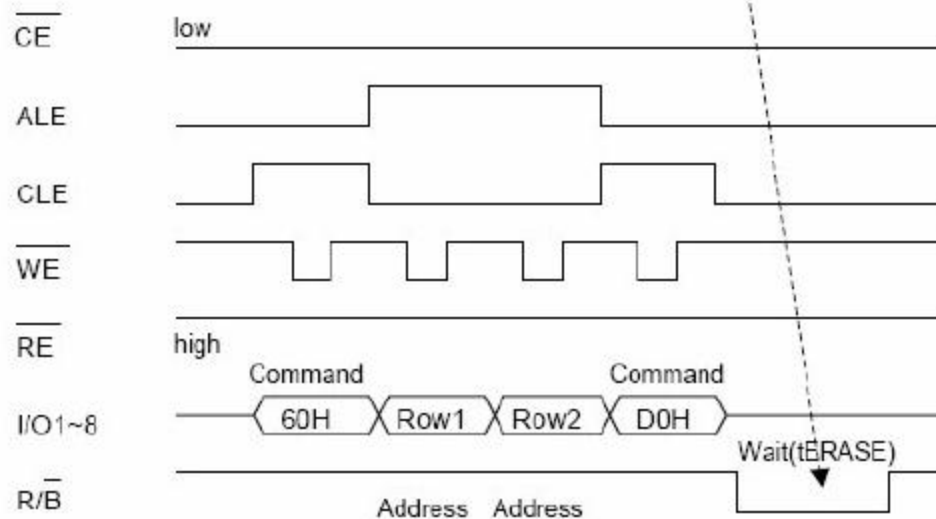 CE low
ALE
CLE
WE
RE high
Command Command
I/O1~8 60H Row1 Row2 D0H
Wait(tERASE)
R/B
Address Address